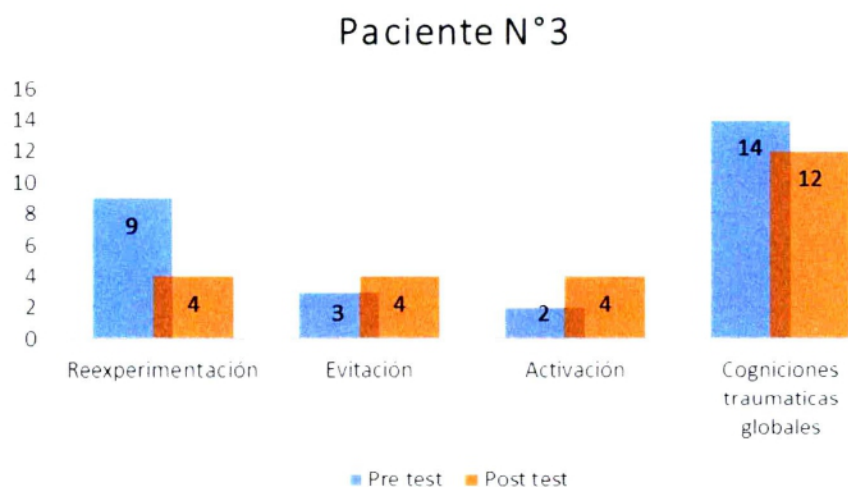 Paciente N°3
16
14
12
10
8
6
4
2
0
9
4
3
4
2
4
14
12
Reexperimentación
Evitación
Activación
Cogniciones
traumaticas
globales
Pre test
Post test